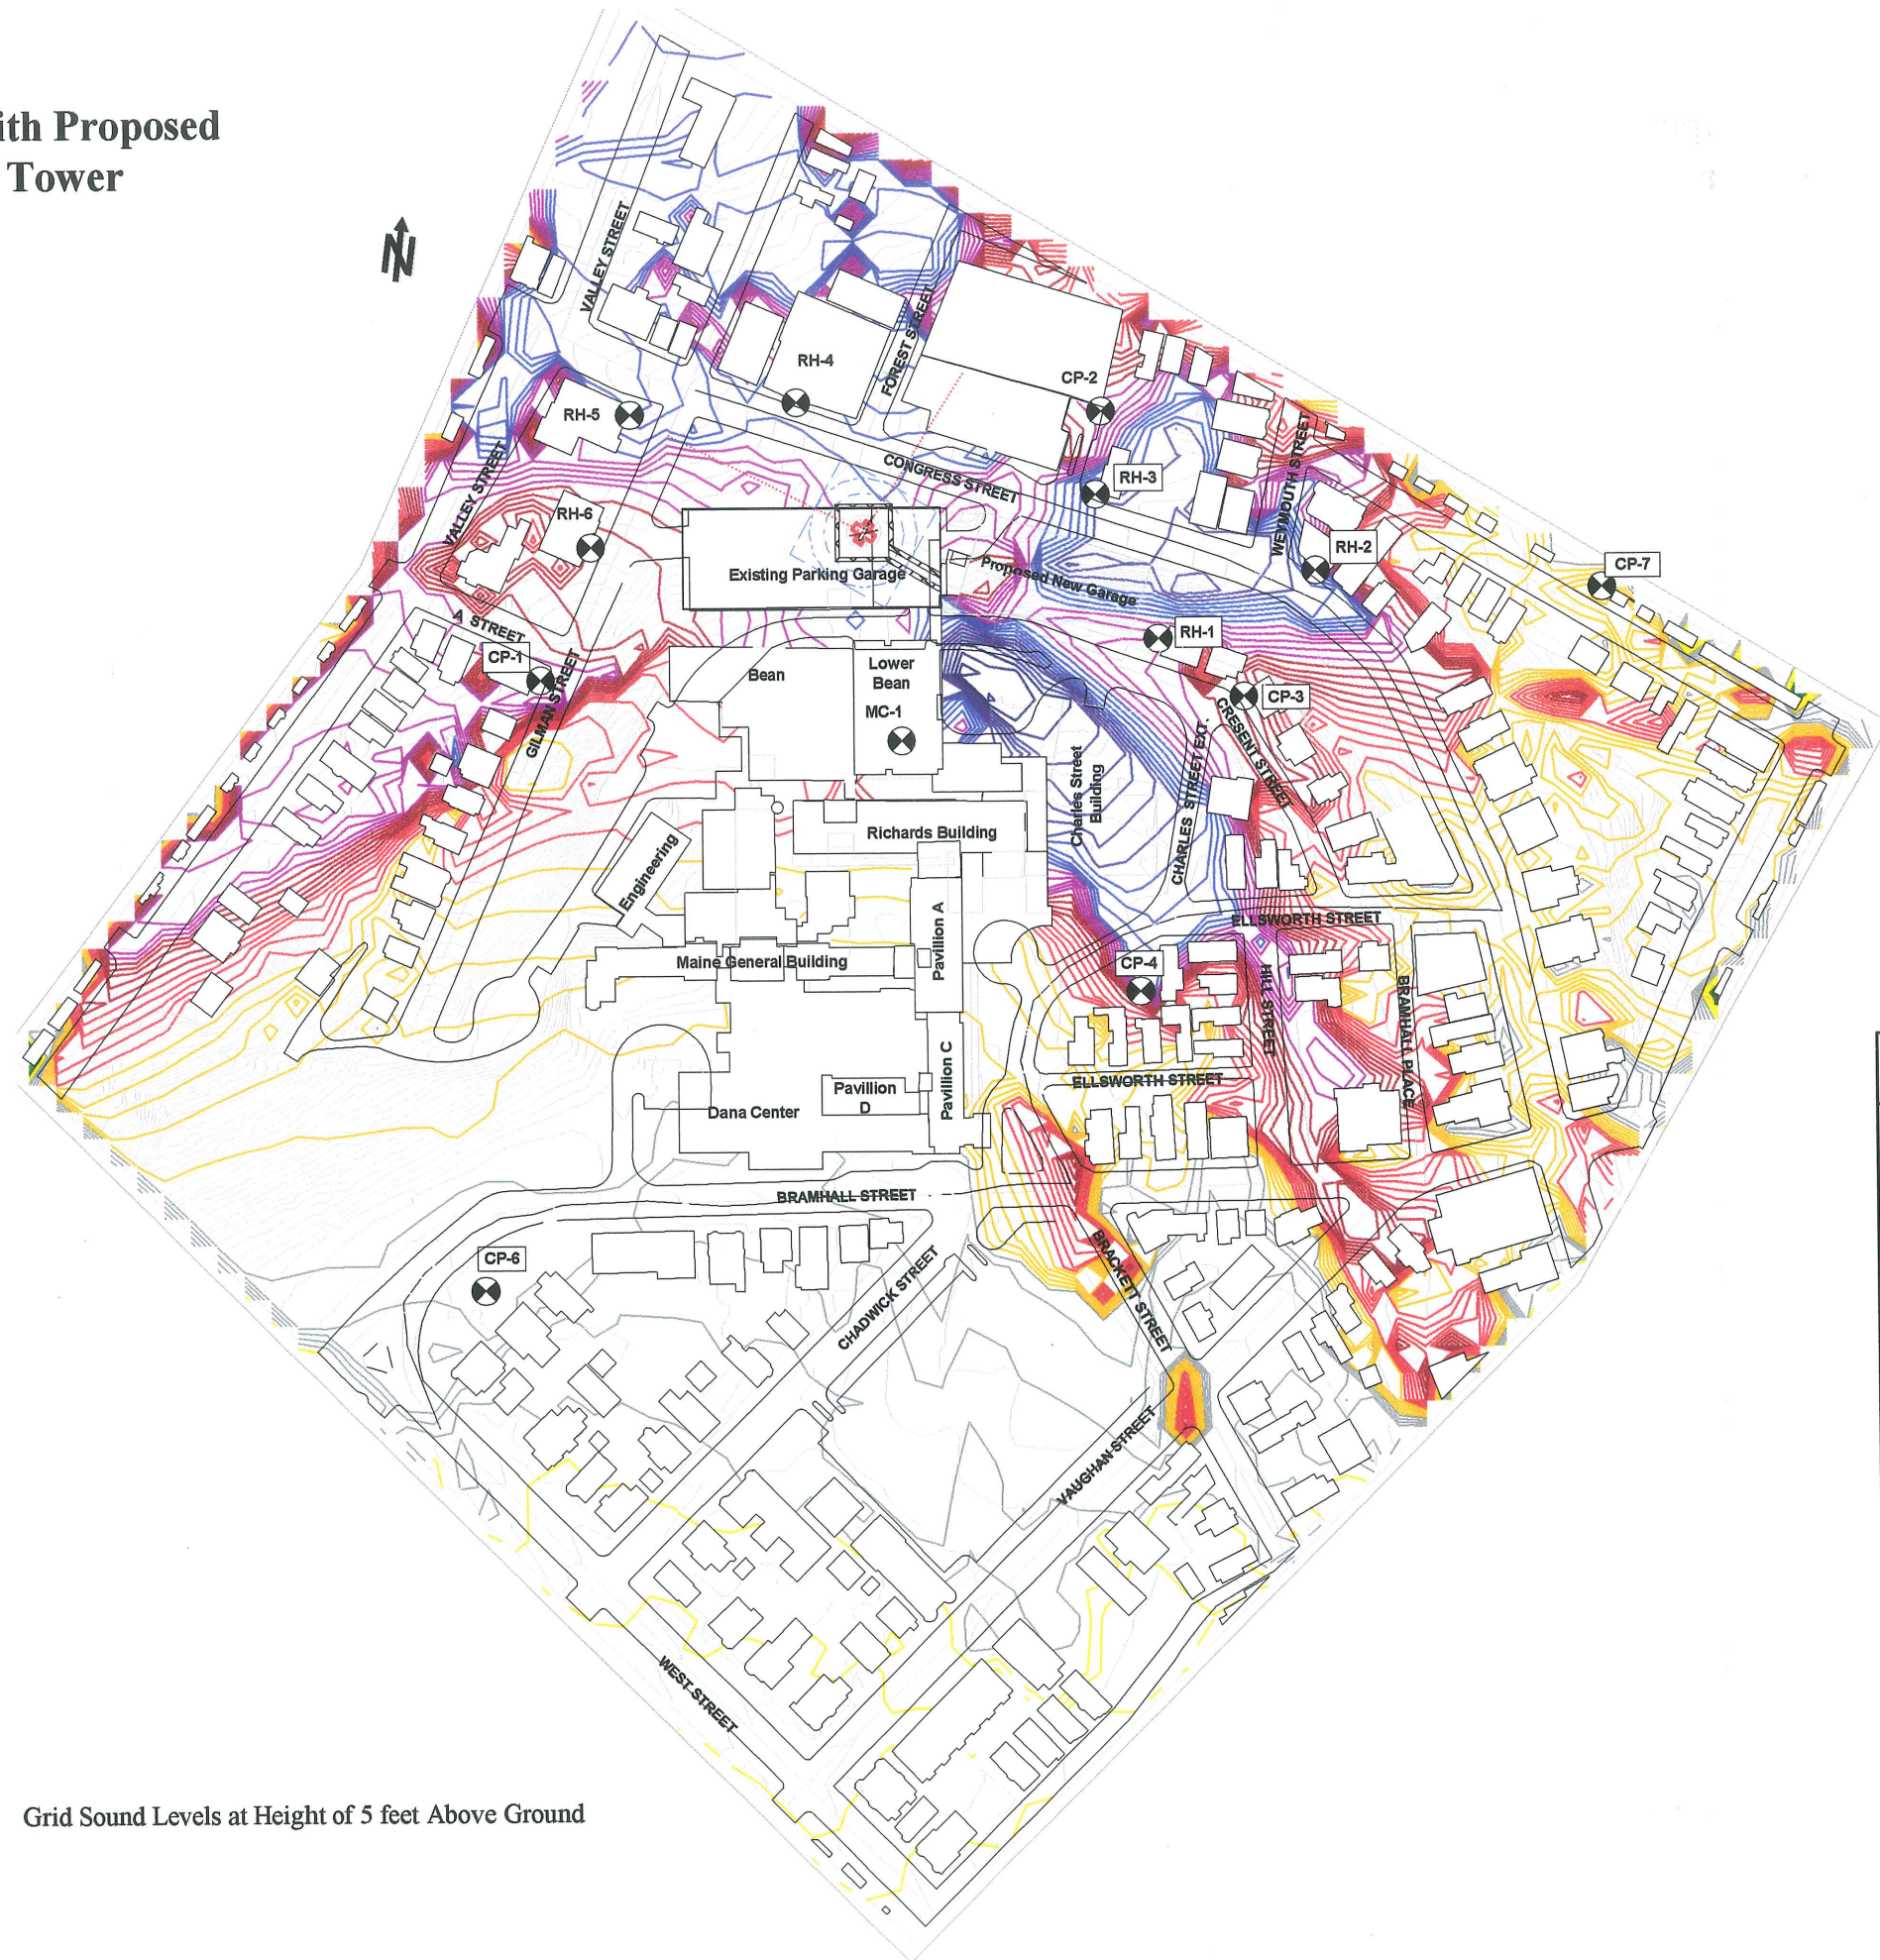 ith Proposed
Tower
N
VALLEY STREET
RH-4
FOREST STREET
CP-2
RH-5
CONGRESS STREET
RH-3
WEYMOUTH STREET
VALLEY STREET
RH-6
RH-2
CP-7
Existing Parking Garage
Proposed New Garage
A STREET
RH-1
CP-1
GILMAN STREET
Bean
Lower
Bean
MC-1
CP-3
CRESENT STREET
CHARLES STREET EXT.
Charles Street
Building
Richards Building
Engineering
Pavillion A
ELLSWORTH STREET
Maine General Building
CP-4
HILL STREET
BRAMHALL PLACE
Pavillion C
ELLSWORTH STREET
Pavillion
D
Dana Center
BRAMHALL STREET
BRACKETT STREET
CP-6
CHADWICK STREET
VAUGHAN STREET
WEST STREET
Grid Sound Levels at Height of 5 feet Above Ground